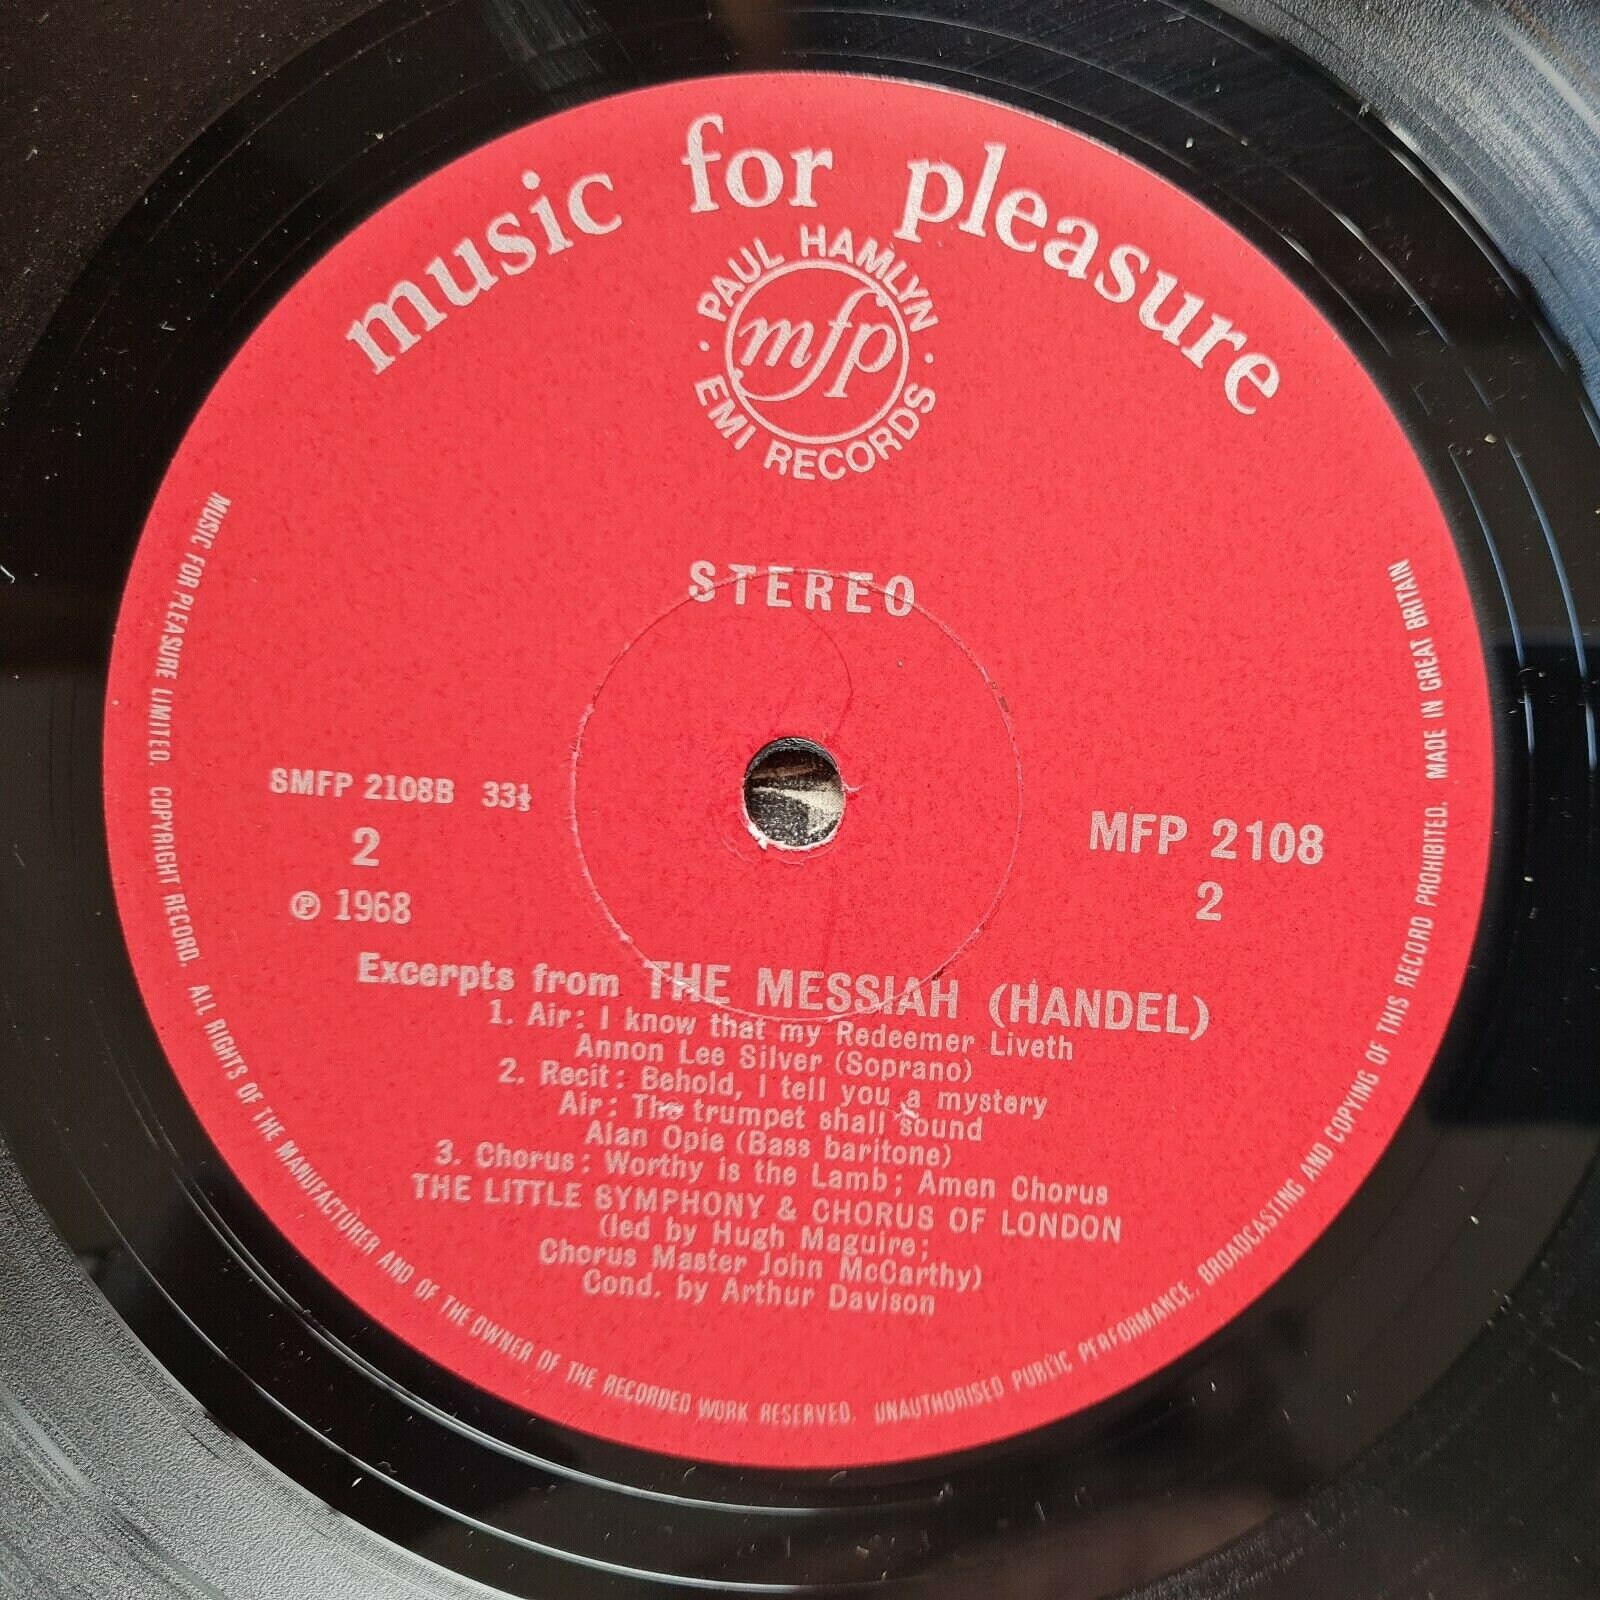 music for pleasure
PAUL HAMLYN
mfp
· EMI RECORDS ·
STEREO
SMFP 2108B 33⅓
2
℗ 1968
MFP 2108
2
Excerpts from THE MESSIAH (HANDEL)
1. Air: I know that my Redeemer Liveth
Annon Lee Silver (Soprano)
2. Recit: Behold, I tell you a mystery
Air: The trumpet shall sound
Alan Opie (Bass baritone)
3. Chorus: Worthy is the Lamb; Amen Chorus
THE LITTLE SYMPHONY & CHORUS OF LONDON
(led by Hugh Maguire;
Chorus Master John McCarthy)
Cond. by Arthur Davison
MUSIC FOR PLEASURE LIMITED. COPYRIGHT RECORD. ALL RIGHTS OF THE MANUFACTURER AND OF THE OWNER OF THE RECORDED WORK RESERVED. UNAUTHORISED PUBLIC PERFORMANCE, BROADCASTING AND COPYING OF THIS RECORD PROHIBITED. MADE IN GREAT BRITAIN